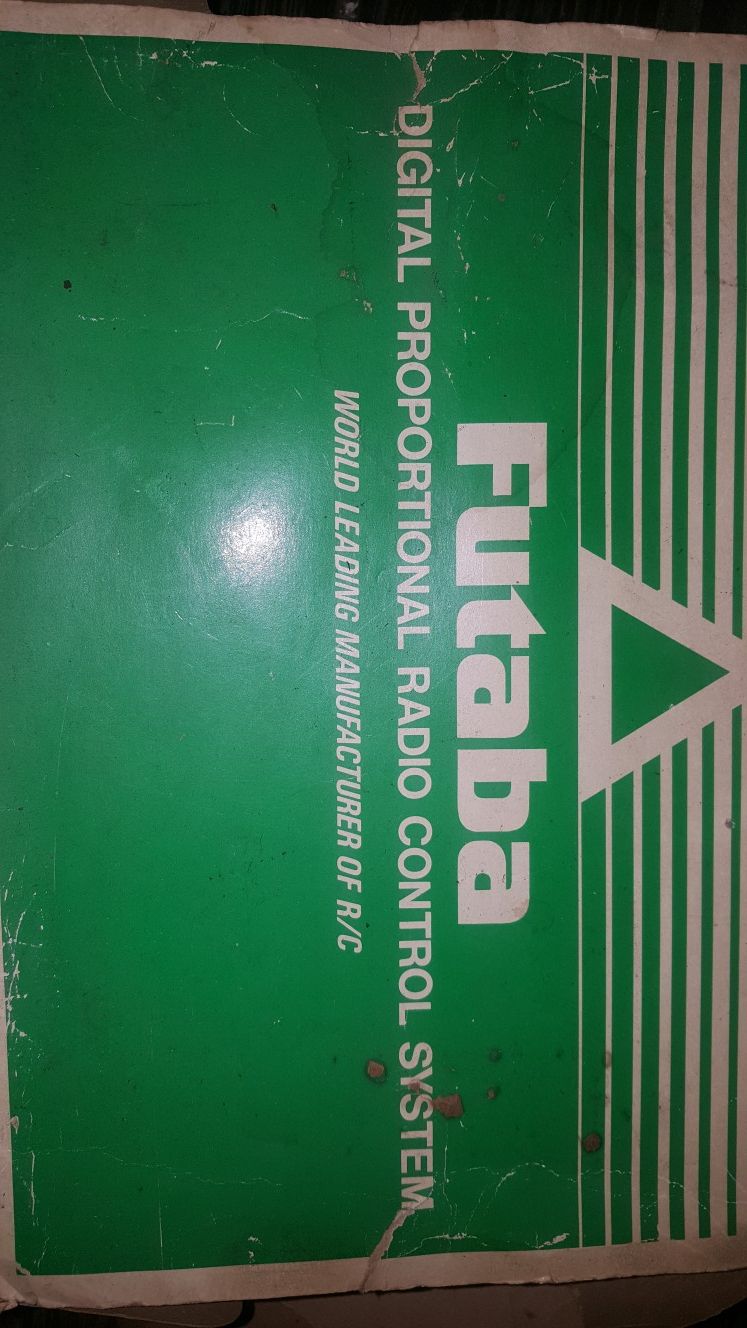 Futaba
DIGITAL PROPORTIONAL RADIO CONTROL SYSTEM
WORLD LEADING MANUFACTURER OF R/C